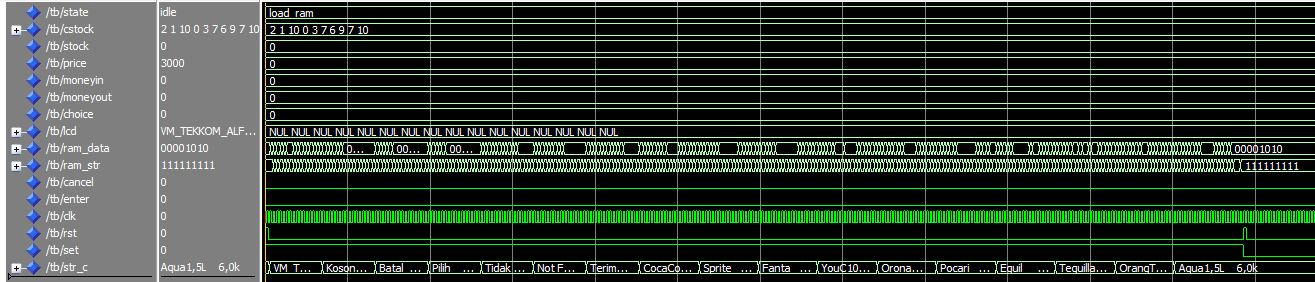 /tb/state idle load_ram
/tb/cstock 2 1 10 0 3 7 6 9 7 10 2 1 10 0 3 7 6 9 7 10
/tb/stock 0 0
/tb/price 3000 0
/tb/moneyin 0 0
/tb/moneyout 0 0
/tb/choice 0 0
/tb/lcd VM_TEKKOM_ALF... NUL NUL NUL NUL NUL NUL NUL NUL NUL NUL NUL NUL NUL NUL NUL NUL
/tb/ram_data 00001010 0... 00... 00... 00001010
/tb/ram_str 111111111 111111111
/tb/cancel 0
/tb/enter 0
/tb/clk 0
/tb/rst 0
/tb/set 0
/tb/str_c Aqua1,5L 6,0k VM_T... Koson... Batal ... Pilih ... Tidak ... Not F... Terim... CocaCo... Sprite ... Fanta ... YouC10... Orona... Pocari ... Equil ... Tequilla... OrangT... Aqua1,5L 6,0k